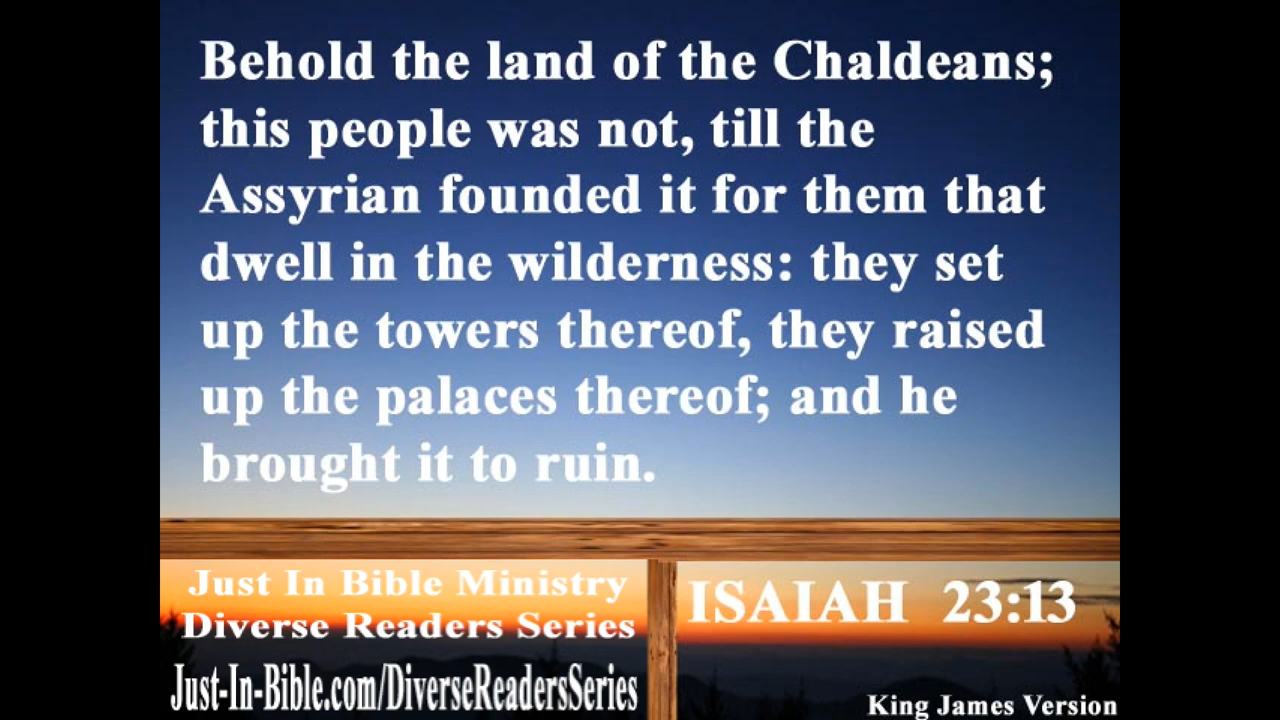 Behold the land of the Chaldeans;
this people was not, till the
Assyrian founded it for them that
dwell in the wilderness: they set
up the towers thereof, they raised
up the palaces thereof; and he
brought it to ruin.
Just In Bible Ministry
Diverse Readers Series
Just-In-Bible.com/DiverseReadersSeries
ISAIAH 23:13
King James Version